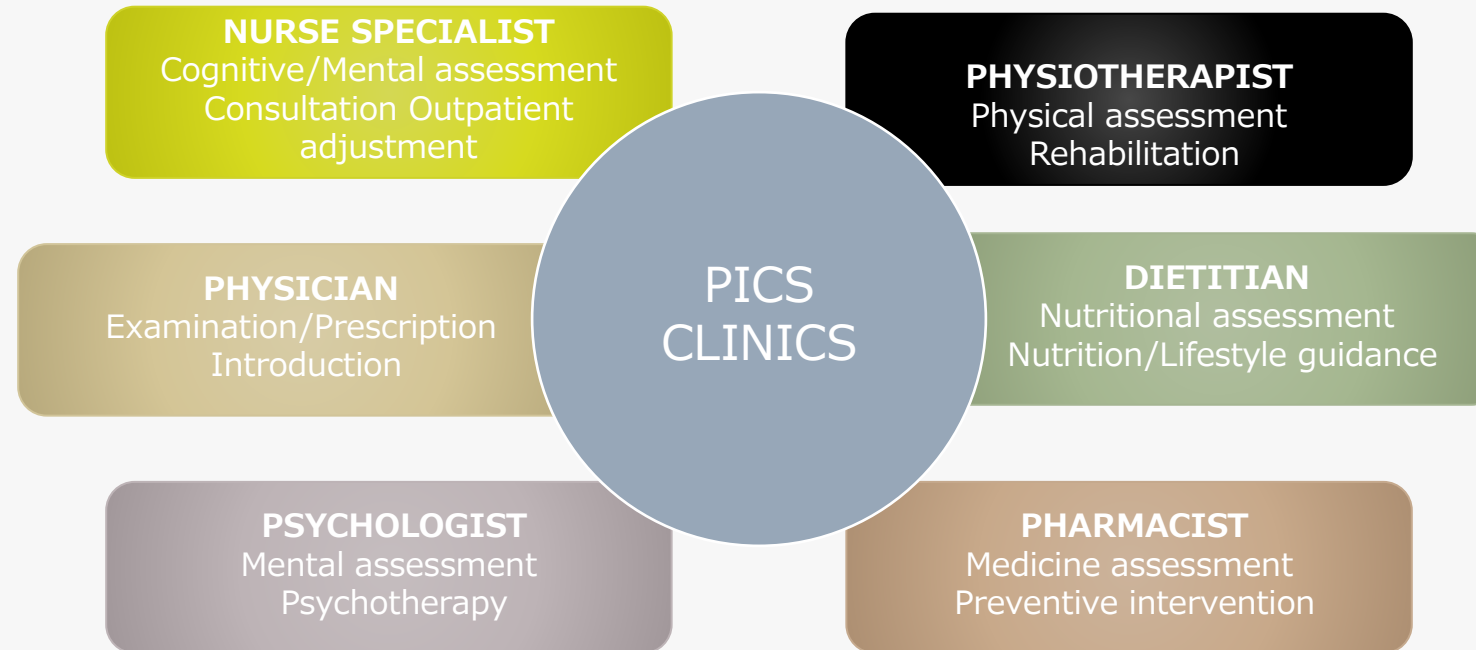 NURSE SPECIALIST
Cognitive/Mental assessment
Consultation Outpatient
adjustment
PHYSIOTHERAPIST
Physical assessment
Rehabilitation
PHYSICIAN
Examination/Prescription
Introduction
PICS
CLINICS
DIETITIAN
Nutritional assessment
Nutrition/Lifestyle guidance
PSYCHOLOGIST
Mental assessment
Psychotherapy
PHARMACIST
Medicine assessment
Preventive intervention